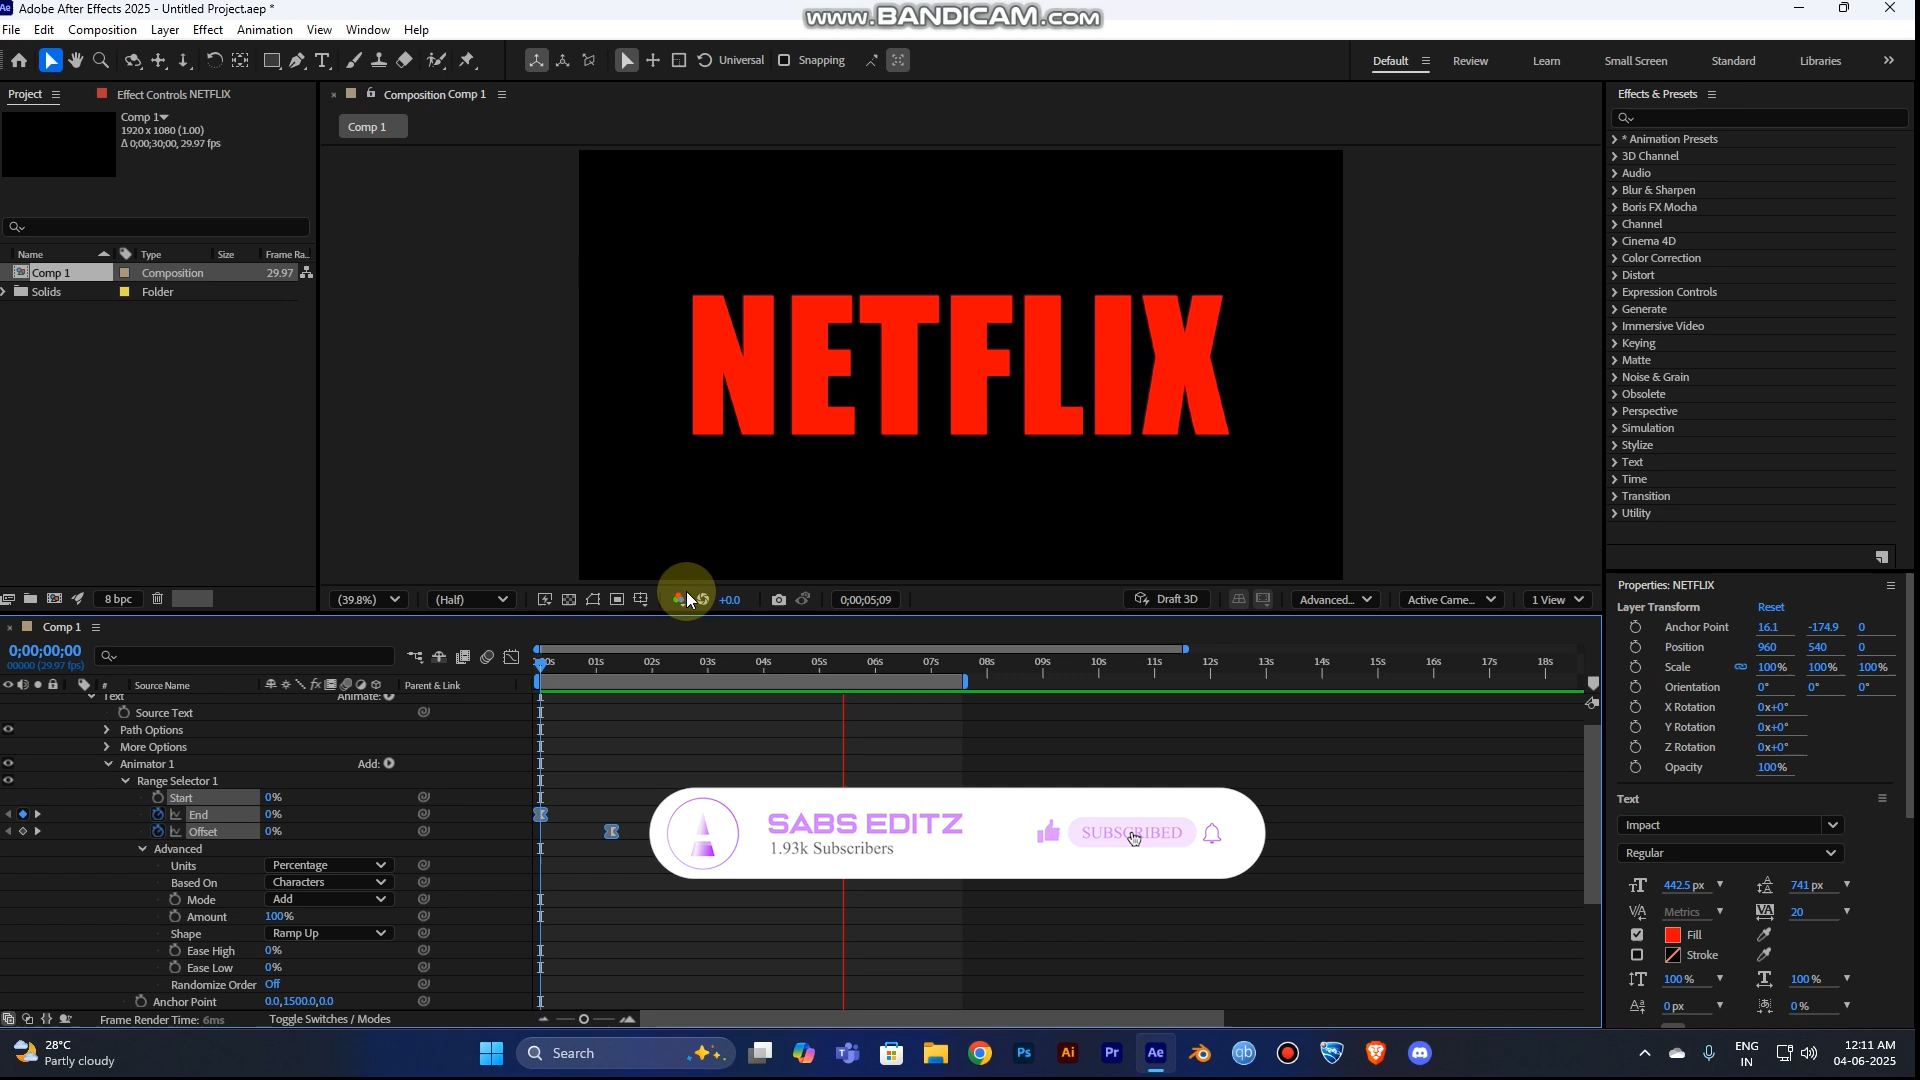 Adobe After Effects 2025 - Untitled Project.aep *
www.BANDICAM.com
File Edit Composition Layer Effect Animation View Window Help
Universal Snapping Default Review Learn Small Screen Standard Libraries
Project Effect Controls NETFLIX
Composition Comp 1
Effects & Presets
Comp 1
1920 x 1080 (1.00)
Δ 0;00;30;00, 29.97 fps
Comp 1
* Animation Presets
3D Channel
Audio
Blur & Sharpen
Boris FX Mocha
Channel
Cinema 4D
Color Correction
Distort
Expression Controls
Generate
Immersive Video
Keying
Matte
Noise & Grain
Obsolete
Perspective
Simulation
Stylize
Text
Time
Transition
Utility
Name Type Size Frame Ra..
Comp 1 Composition 29.97
Solids Folder
NETFLIX
8 bpc
(39.8%) (Half) +0.0 0;00;05;09 Draft 3D Advanced... Active Came... 1 View
Properties: NETFLIX
Layer Transform Reset
Anchor Point 16.1 -174.9 0
Position 960 540 0
Scale 100% 100% 100%
Orientation 0° 0° 0°
X Rotation 0x+0°
Y Rotation 0x+0°
Z Rotation 0x+0°
Opacity 100%
Text
Impact
Regular
442.5 px 741 px
Metrics 20
Fill
Stroke
100 % 100 %
0 px 0 %
Comp 1
0;00;00;00
00000 (29.97 fps)
# Source Name Parent & Link
00s 01s 02s 03s 04s 05s 06s 07s 08s 09s 10s 11s 12s 13s 14s 15s 16s 17s 18s
Text Animate:
Source Text
Path Options
More Options
Animator 1 Add:
Range Selector 1
Start 0%
End 0%
Offset 0%
Advanced
Units Percentage
Based On Characters
Mode Add
Amount 100%
Shape Ramp Up
Ease High 0%
Ease Low 0%
Randomize Order Off
Anchor Point 0.0,1500.0,0.0
SABS EDITZ
1.93k Subscribers
SUBSCRIBED
Frame Render Time: 6ms Toggle Switches / Modes
28°C
Partly cloudy
Search
Ps Ai Pr Ae qb
ENG
IN
12:11 AM
04-06-2025